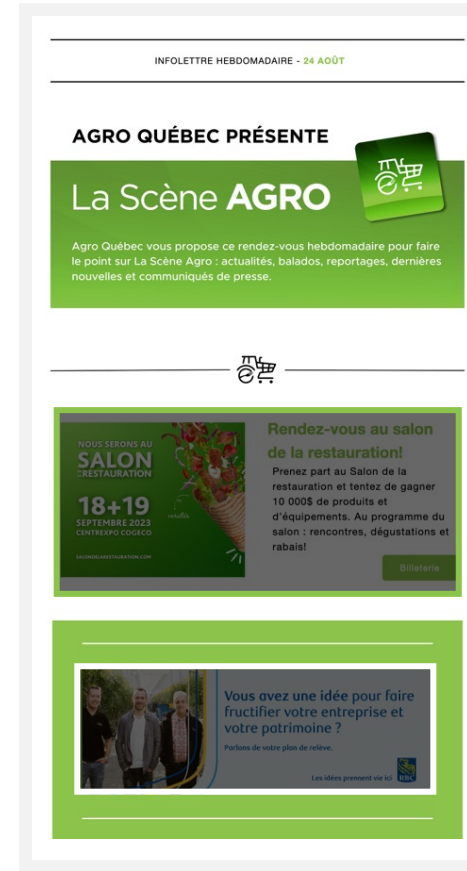 INFOLETTRE HEBDOMADAIRE - 24 AOÛT
AGRO QUÉBEC PRÉSENTE
La Scène AGRO
Agro Québec vous propose ce rendez-vous hebdomadaire pour faire
le point sur La Scène Agro : actualités, balados, reportages, dernières
nouvelles et communiqués de presse.
NOUS SERONS AU
SALON
DE LA RESTAURATION
18+19
SEPTEMBRE 2023
CENTREXPO COGECO
SALONDELARESTAURATION.COM
Rendez-vous au salon
de la restauration!
Prenez part au Salon de la
restauration et tentez de gagner
10 000$ de produits et
d'équipements. Au programme du
salon : rencontres, dégustations et
rabais!
Billeterie
Vous avez une idée pour faire
fructifier votre entreprise et
votre patrimoine ?
Parlons de votre plan de relève.
Les idées prennent vie ici
RBC